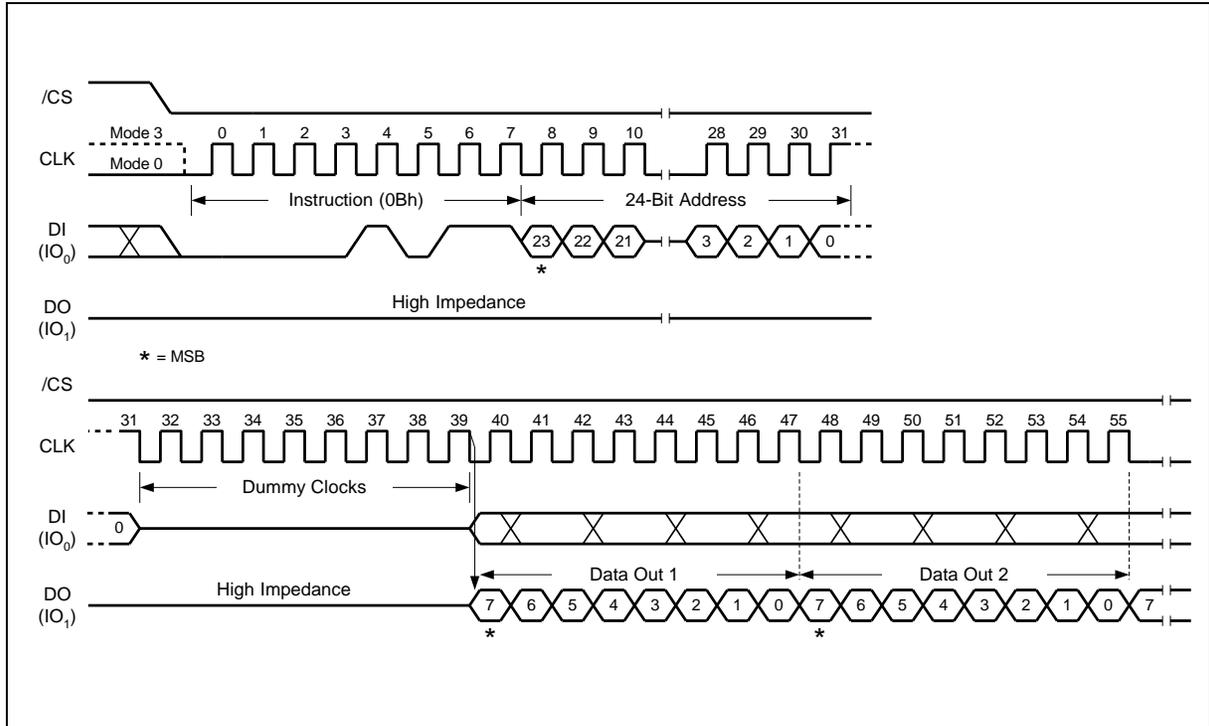 /CS
Mode 3
0 1 2 3 4 5 6 7 8 9 10 28 29 30 31
CLK
Mode 0
Instruction (0Bh) 24-Bit Address
DI
(IO0)
23 22 21 3 2 1 0
*
DO
(IO1)
High Impedance
* = MSB
/CS
31 32 33 34 35 36 37 38 39 40 41 42 43 44 45 46 47 48 49 50 51 52 53 54 55
CLK
Dummy Clocks
DI
(IO0)
0
Data Out 1 Data Out 2
DO
(IO1)
High Impedance
7 6 5 4 3 2 1 0 7 6 5 4 3 2 1 0 7
* *